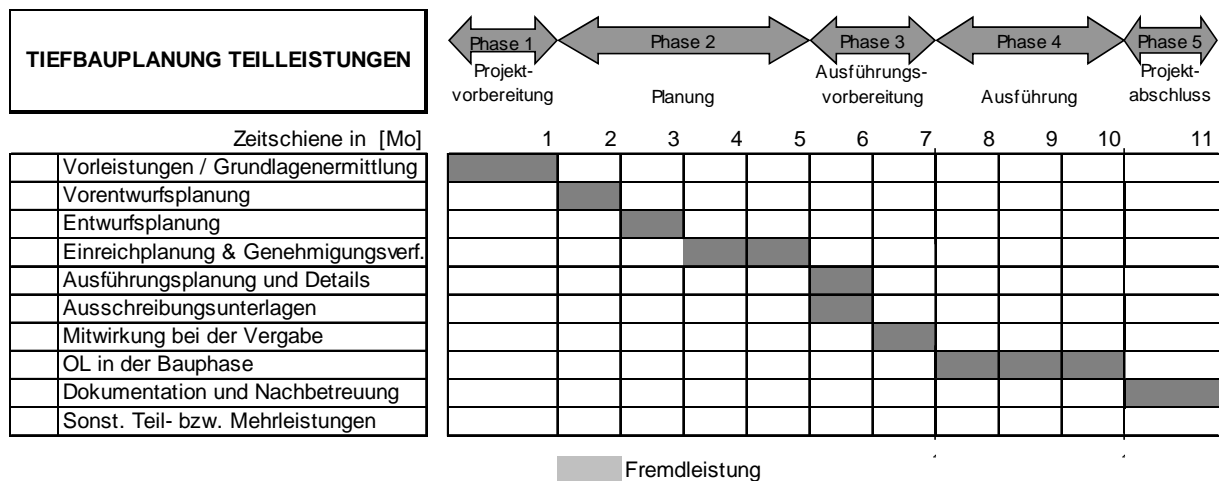 TIEFBAUPLANUNG TEILLEISTUNGEN
Phase 1 Phase 2 Phase 3 Phase 4 Phase 5
Projekt-
vorbereitung
Planung
Ausführungs-
vorbereitung
Ausführung
Projekt-
abschluss
Zeitschiene in [Mo] 1 2 3 4 5 6 7 8 9 10 11
Vorleistungen / Grundlagenermittlung
Vorentwurfsplanung
Entwurfsplanung
Einreichplanung & Genehmigungsverf.
Ausführungsplanung und Details
Ausschreibungsunterlagen
Mitwirkung bei der Vergabe
OL in der Bauphase
Dokumentation und Nachbetreuung
Sonst. Teil- bzw. Mehrleistungen
Fremdleistung